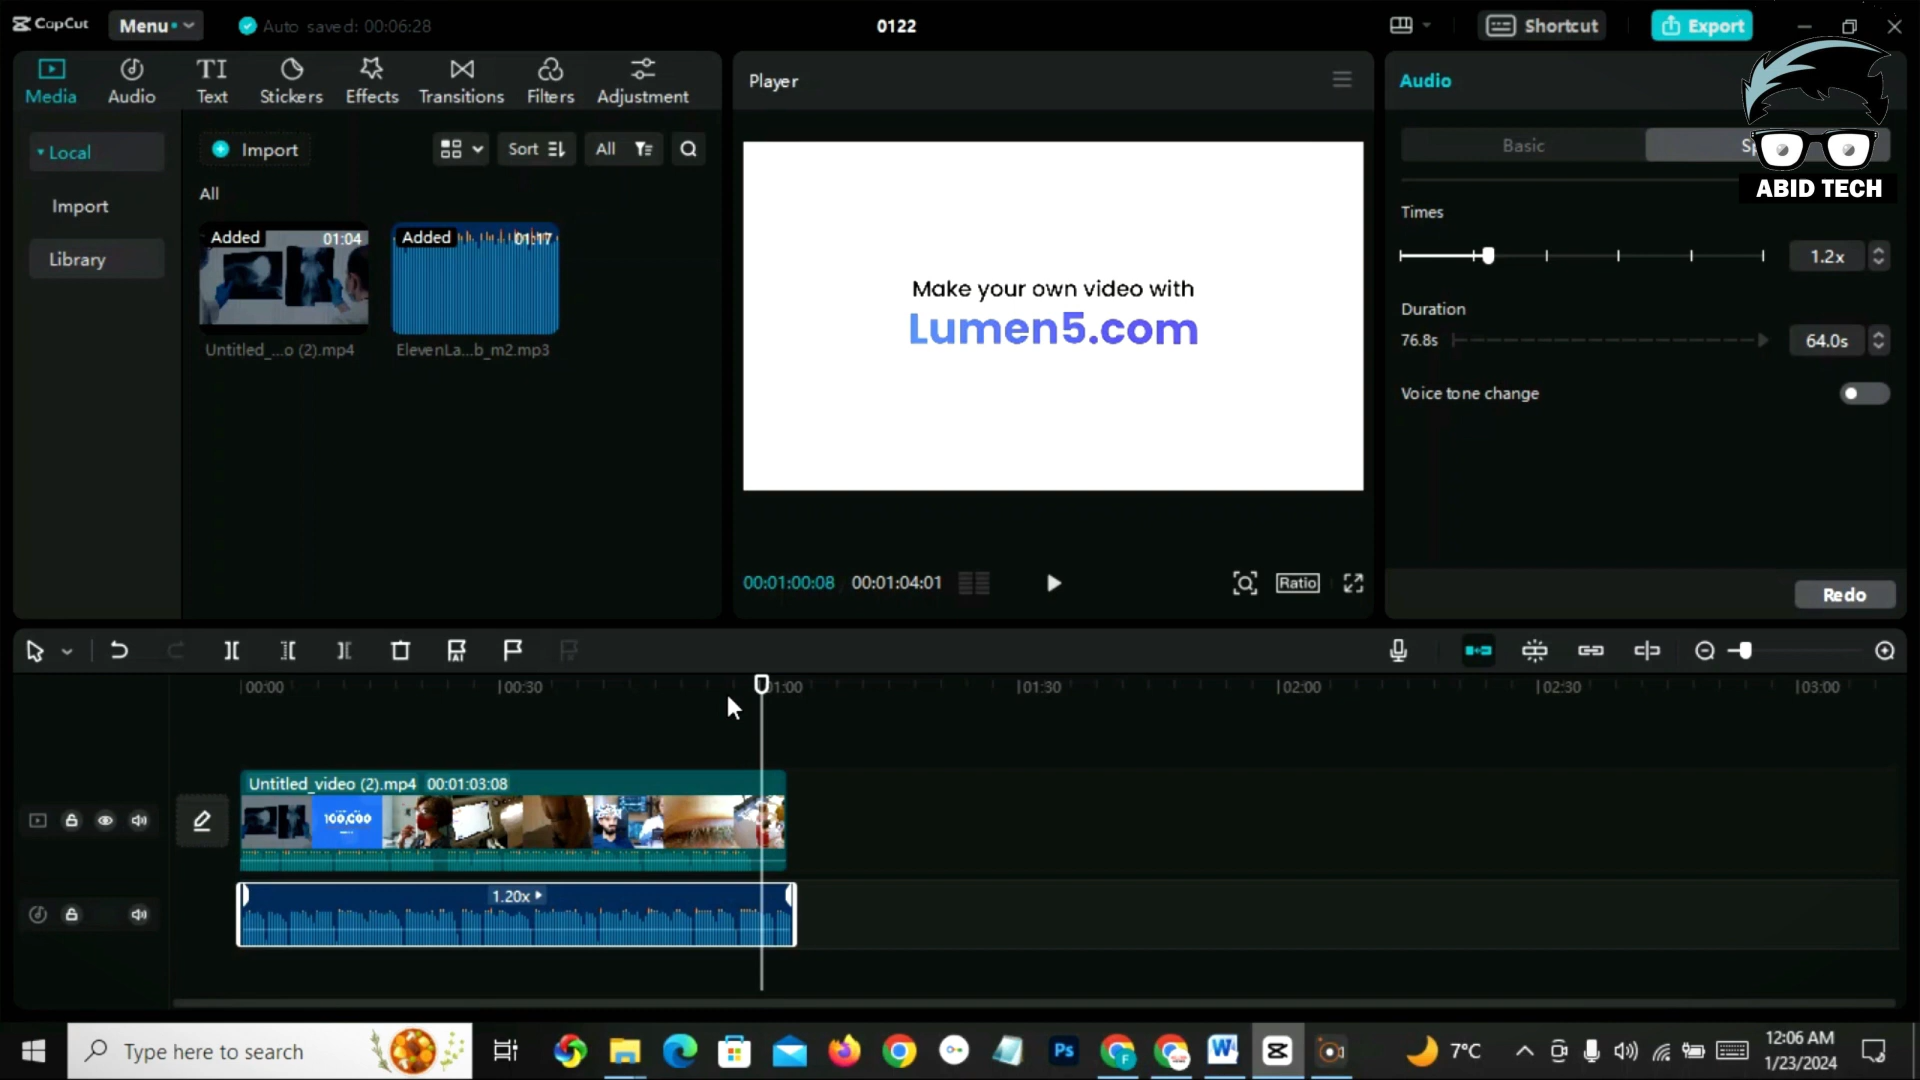 CapCut
Menu
Auto saved: 00:06:28
0122
Shortcut
Export
Media
Audio
Text
Stickers
Effects
Transitions
Filters
Adjustment
Player
Audio
Local
Import
Library
Import
Sort
All
All
Added
01:04
Added
01:17
Untitled_...o (2).mp4
ElevenLa...b_m2.mp3
Make your own video with
Lumen5.com
00:01:00:08
00:01:04:01
Ratio
Basic
ABID TECH
Times
1.2x
Duration
76.8s
64.0s
Voice tone change
Redo
00:00
00:30
01:00
01:30
02:00
02:30
03:00
Untitled_video (2).mp4 00:01:03:08
100,000
1.20x
Type here to search
Ps
7°C
12:06 AM
1/23/2024